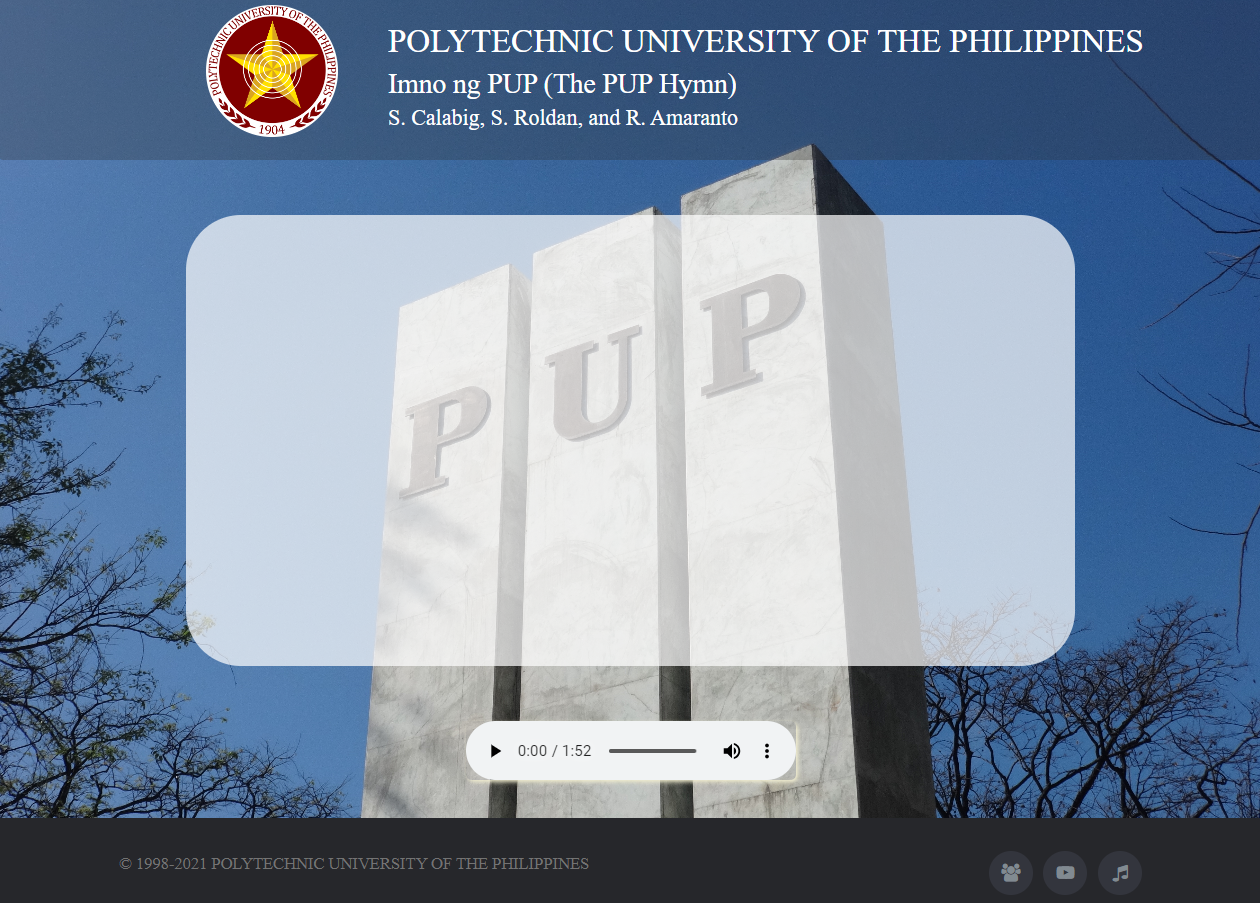 POLYTECHNIC UNIVERSITY OF THE PHILIPPINES
1904
POLYTECHNIC UNIVERSITY OF THE PHILIPPINES
Imno ng PUP (The PUP Hymn)
S. Calabig, S. Roldan, and R. Amaranto
P U P
0:00 / 1:52
© 1998-2021 POLYTECHNIC UNIVERSITY OF THE PHILIPPINES